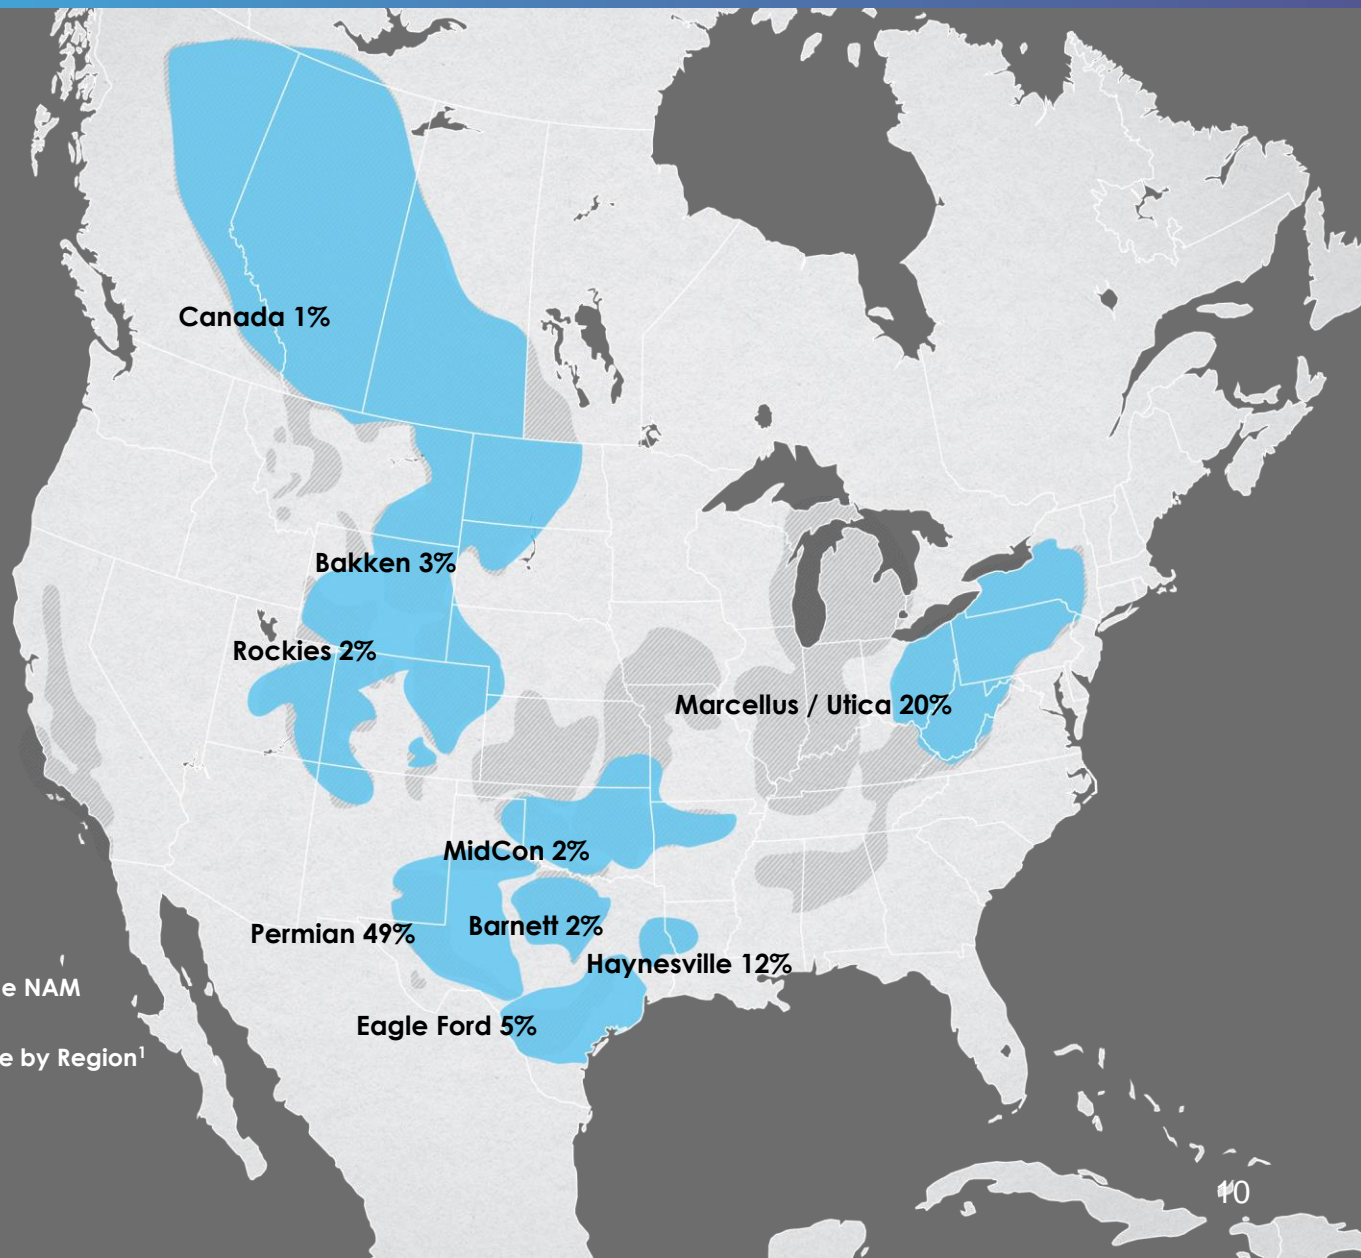 Canada 1%
Bakken 3%
Rockies 2%
Marcellus / Utica 20%
MidCon 2%
Barnett 2%
Permian 49%
Haynesville 12%
e NAM
Eagle Ford 5%
e by Region¹
10